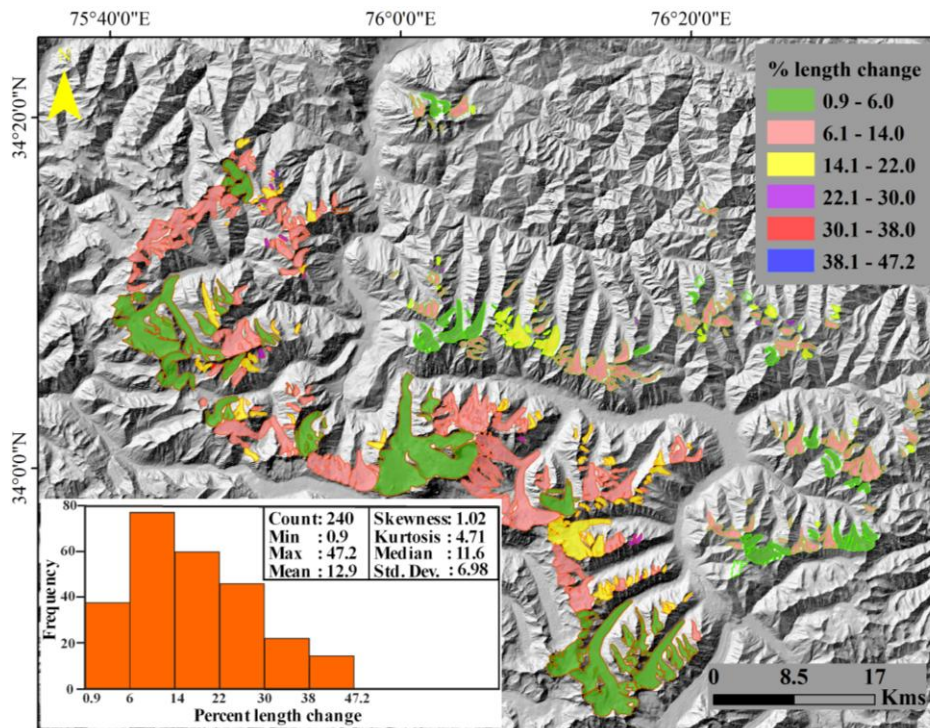 75°40'0"E 76°0'0"E 76°20'0"E
34°20'0"N
34°0'0"N
% length change
0.9 - 6.0
6.1 - 14.0
14.1 - 22.0
22.1 - 30.0
30.1 - 38.0
38.1 - 47.2
80
60
40
20
0
Frequency
Count: 240 Skewness: 1.02
Min : 0.9 Kurtosis : 4.71
Max : 47.2 Median : 11.6
Mean : 12.9 Std. Dev. : 6.98
0.9 6 14 22 30 38 47.2
Percent length change
0 8.5 17
Kms